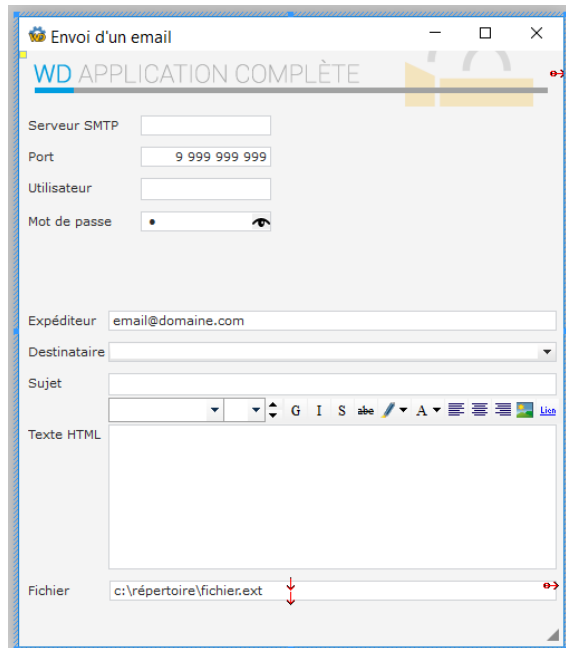 Envoi d'un email
WD APPLICATION COMPLÈTE
Serveur SMTP
Port 9 999 999 999
Utilisateur
Mot de passe •
Expéditeur email@domaine.com
Destinataire
Sujet
G I S abc A Lien
Texte HTML
Fichier c:\répertoire\fichier.ext